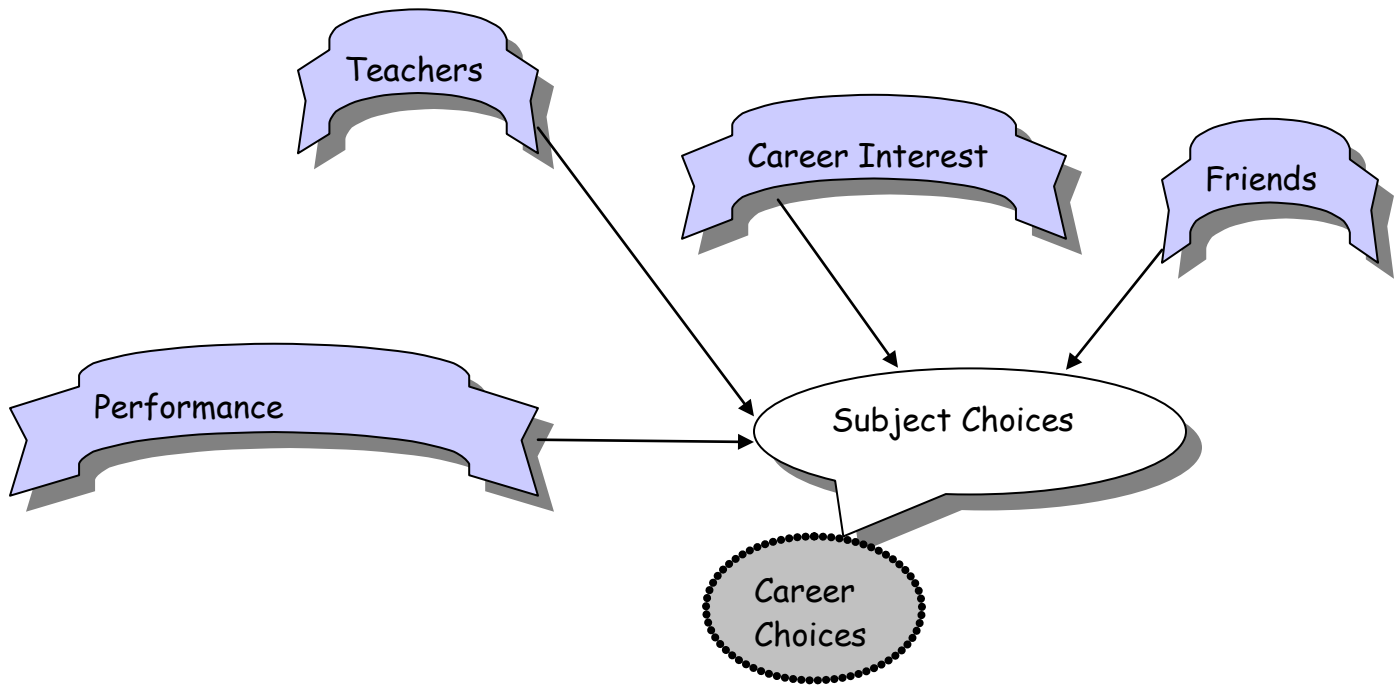 Teachers
Career Interest
Friends
Performance
Subject Choices
Career
Choices